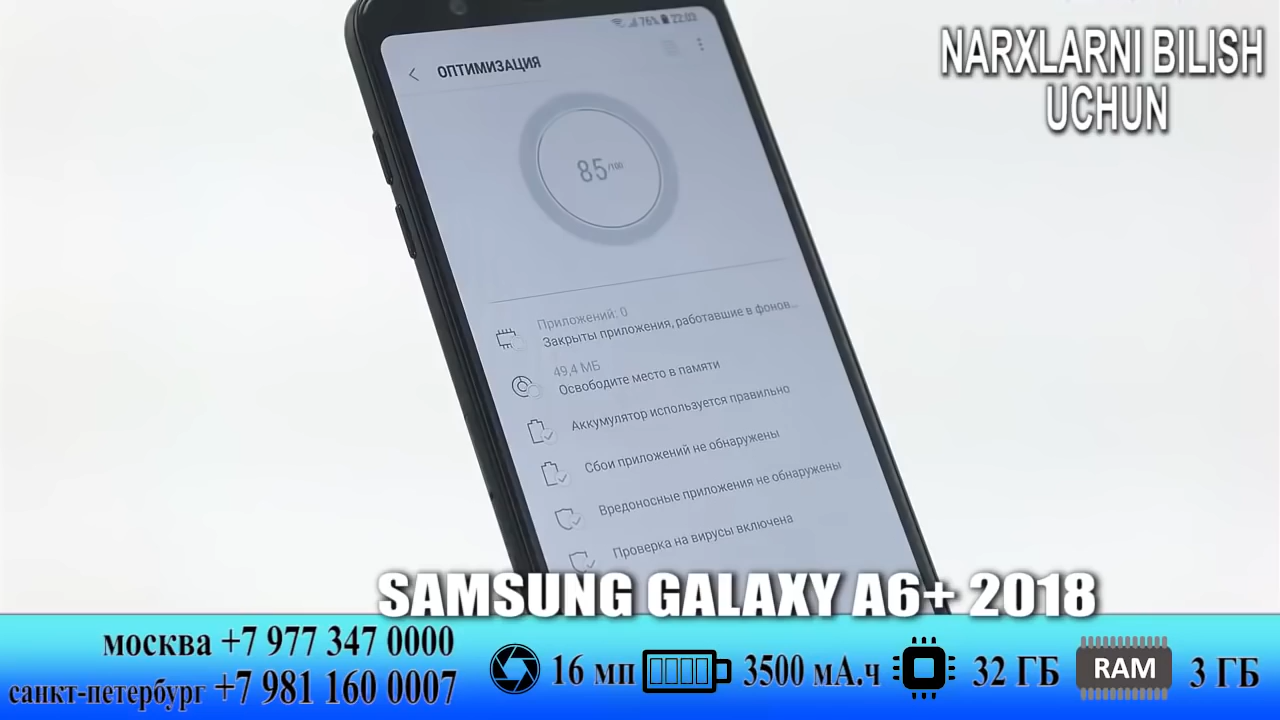 76% 22:03
ОПТИМИЗАЦИЯ
NARXLARNI BILISH
UCHUN
85/100
Приложений: 0
Закрыты приложения, работавшие в фонов...
49,4 МБ
Освободите место в памяти
Аккумулятор используется правильно
Сбои приложений не обнаружены
Вредоносные приложения не обнаружены
Проверка на вирусы включена
SAMSUNG GALAXY A6+ 2018
москва +7 977 347 0000
санкт-петербург +7 981 160 0007
16 мп
3500 мА.ч
32 ГБ
RAM
3 ГБ